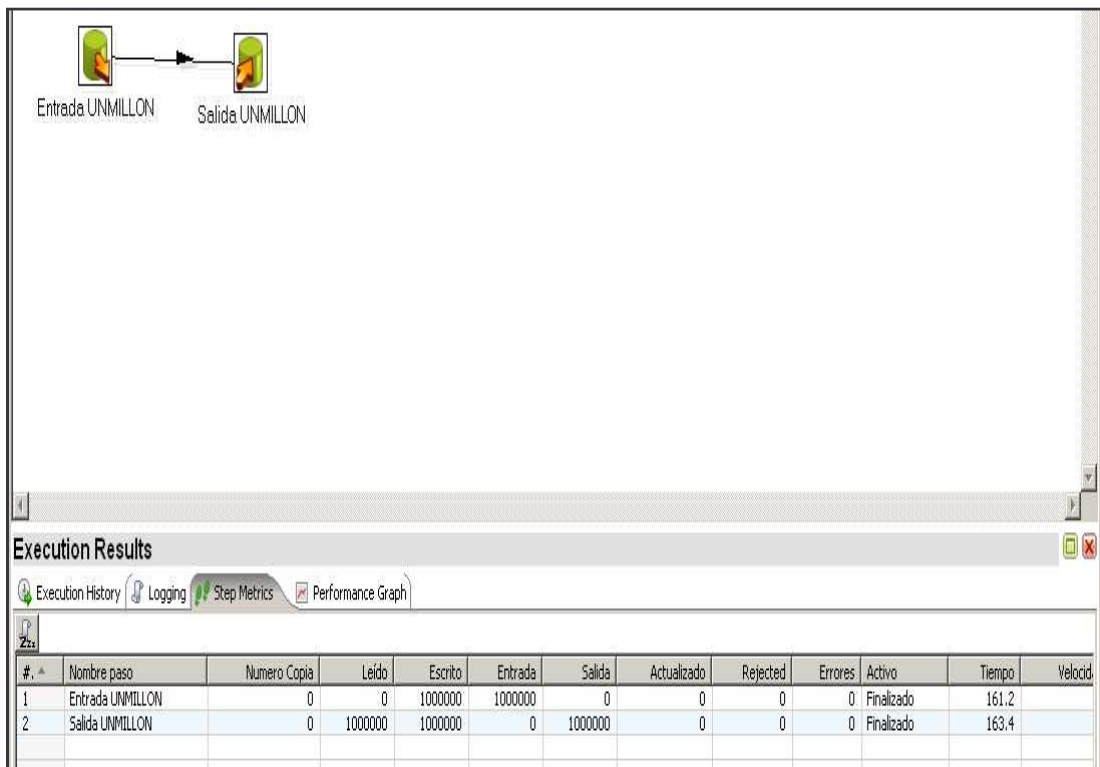 Entrada UNMILLON
Salida UNMILLON
Execution Results
Execution History Logging Step Metrics Performance Graph
#. Nombre paso Numero Copia Leído Escrito Entrada Salida Actualizado Rejected Errores Activo Tiempo Velocid
1 Entrada UNMILLON 0 0 1000000 1000000 0 0 0 0 Finalizado 161.2
2 Salida UNMILLON 0 1000000 1000000 0 1000000 0 0 0 Finalizado 163.4